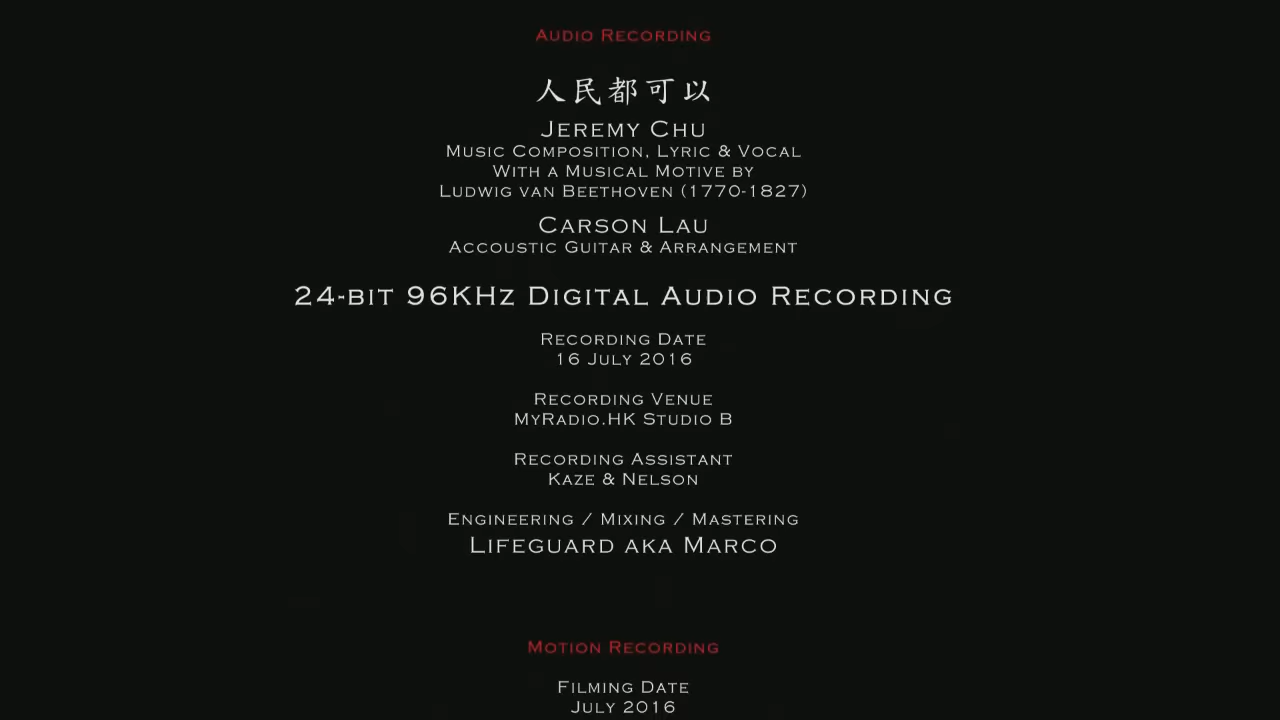 Audio Recording
人民都可以
Jeremy Chu
Music Composition, Lyric & Vocal
With a Musical Motive by
Ludwig van Beethoven (1770-1827)
Carson Lau
Accoustic Guitar & Arrangement
24-bit 96KHz Digital Audio Recording
Recording Date
16 July 2016
Recording Venue
MyRadio.HK Studio B
Recording Assistant
Kaze & Nelson
Engineering / Mixing / Mastering
Lifeguard aka Marco
Motion Recording
Filming Date
July 2016